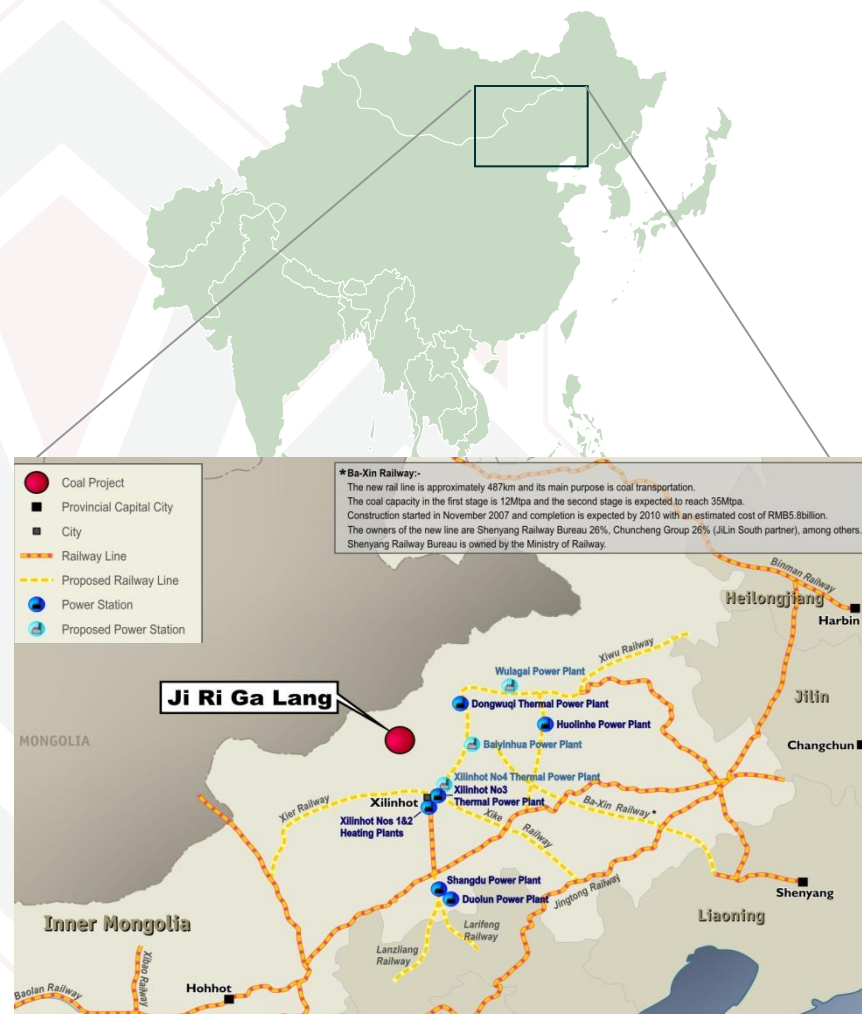 Coal Project
Provincial Capital City
City
Railway Line
Proposed Railway Line
Power Station
Proposed Power Station
*Ba-Xin Railway:-
The new rail line is approximately 487km and its main purpose is coal transportation.
The coal capacity in the first stage is 12Mtpa and the second stage is expected to reach 35Mtpa.
Construction started in November 2007 and completion is expected by 2010 with an estimated cost of RMB5.8billion.
The owners of the new line are Shenyang Railway Bureau 26%, Chuncheng Group 26% (JiLin South partner), among others.
Shenyang Railway Bureau is owned by the Ministry of Railway.
Binman Railway
Heilongjiang
Harbin
Xiwu Railway
Wulagai Power Plant
Ji Ri Ga Lang
Dongwuqi Thermal Power Plant
Jilin
Huolinhe Power Plant
MONGOLIA
Baiyinhua Power Plant
Changchun
Xilinhot No4 Thermal Power Plant
Xilinhot No3
Thermal Power Plant
Xilinhot
Xier Railway
Ba-Xin Railway *
Xilinhot Nos 1&2
Heating Plants
Xike Railway
Shangdu Power Plant
Jingtong Railway
Duolun Power Plant
Shenyang
Liaoning
Inner Mongolia
Larifeng
Railway
Lanzliang
Railway
Xibao Railway
Hohhot
Baolan Railway